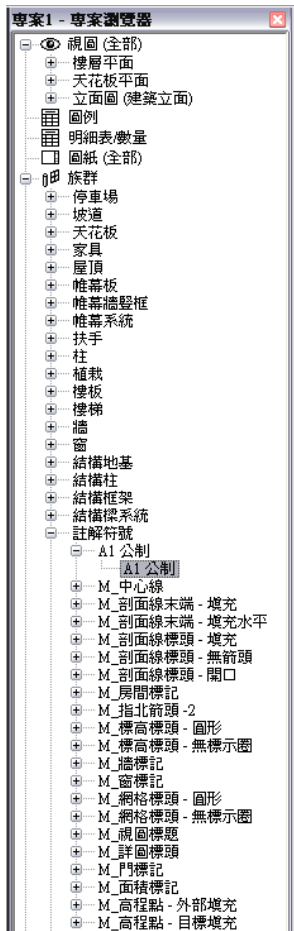 專案1 - 專案瀏覽器
視圖 (全部)
樓層平面
天花板平面
立面圖 (建築立面)
圖例
明細表/數量
圖紙 (全部)
族群
停車場
坡道
天花板
家具
屋頂
帷幕板
帷幕牆豎框
帷幕系統
扶手
柱
植栽
樓板
樓梯
牆
窗
結構地基
結構柱
結構框架
結構樑系統
註解符號
A1 公制
A1 公制
M_中心線
M_剖面線末端 - 填充
M_剖面線末端 - 填充水平
M_剖面線標頭 - 填充
M_剖面線標頭 - 無箭頭
M_剖面線標頭 - 開口
M_房間標記
M_指北箭頭 -2
M_標高標頭 - 圓形
M_標高標頭 - 無標示圈
M_牆標記
M_窗標記
M_網格標頭 - 圓形
M_網格標頭 - 無標示圈
M_視圖標題
M_詳圖標頭
M_門標記
M_面積標記
M_高程點 - 外部填充
M_高程點 - 目標填充